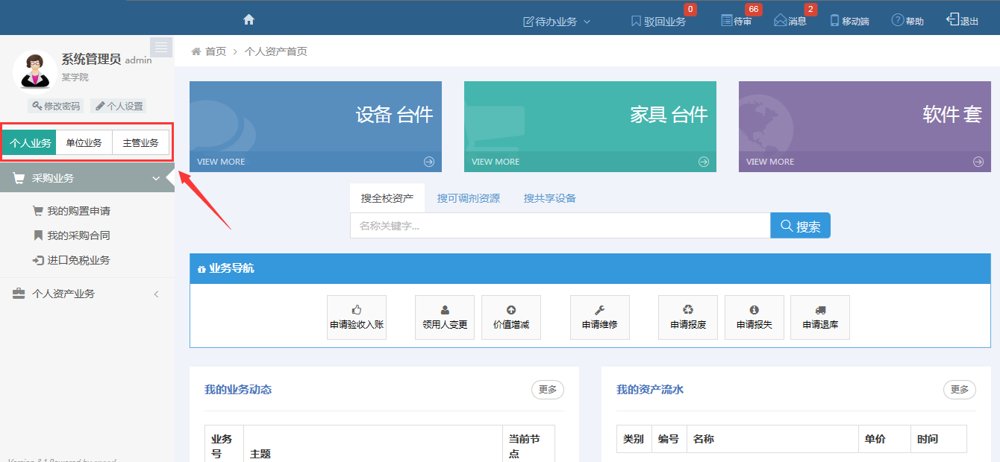 待办业务
驳回业务
0
待审
66
消息
2
移动端
帮助
退出
系统管理员 admin
某学院
修改密码 个人设置
个人业务 单位业务 主管业务
采购业务
我的购置申请
我的采购合同
进口免税业务
个人资产业务
首页 > 个人资产首页
设备 台件
VIEW MORE
家具 台件
VIEW MORE
软件 套
VIEW MORE
搜全校资产 搜可调剂资源 搜共享设备
名称关键字...
搜索
业务导航
申请验收入账 领用人变更 价值增减 申请维修 申请报废 申请报失 申请退库
我的业务动态
更多
业务号 主题 当前节点
我的资产流水
更多
类别 编号 名称 单价 时间